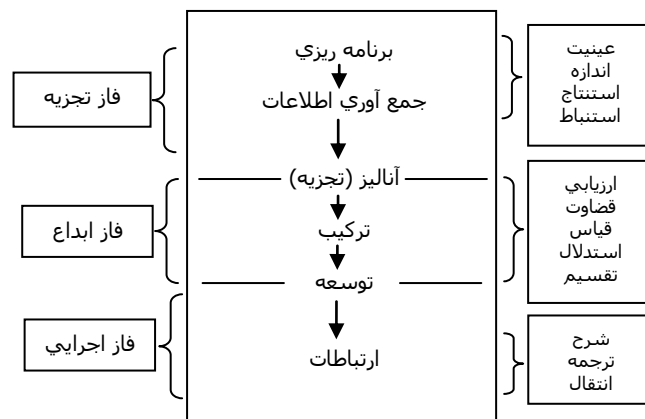 برنامه ريزي
جمع آوري اطلاعات
آناليز (تجزيه)
تركيب
توسعه
ارتباطات
عينيت
اندازه
استنتاج
استنباط
ارزيابي
قضاوت
قياس
استدلال
تقسيم
شرح
ترجمه
انتقال
فاز تجزيه
فاز ابداع
فاز اجرايي